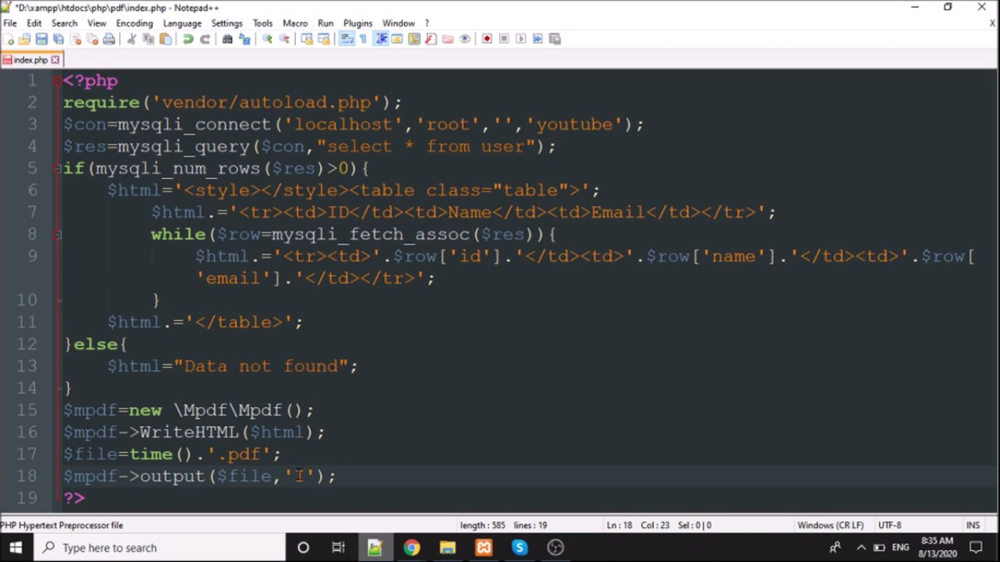 *D:\xampp\htdocs\php\pdf\index.php - Notepad++
File Edit Search View Encoding Language Settings Tools Macro Run Plugins Window ? X
index.php
1 <?php
2 require('vendor/autoload.php');
3 $con=mysqli_connect('localhost','root','','youtube');
4 $res=mysqli_query($con,"select * from user");
5 if(mysqli_num_rows($res)>0){
6 $html='<style></style><table class="table">';
7 $html.='<tr><td>ID</td><td>Name</td><td>Email</td></tr>';
8 while($row=mysqli_fetch_assoc($res)){
9 $html.='<tr><td>'.$row['id'].'</td><td>'.$row['name'].'</td><td>'.$row[
'email'].'</td></tr>';
10 }
11 $html.='</table>';
12 }else{
13 $html="Data not found";
14 }
15 $mpdf=new \Mpdf\Mpdf();
16 $mpdf->WriteHTML($html);
17 $file=time().'.pdf';
18 $mpdf->output($file,'I');
19 ?>
PHP Hypertext Preprocessor file length : 585 lines : 19 Ln : 18 Col : 23 Sel : 0 | 0 Windows (CR LF) UTF-8 INS
Type here to search ENG 8:35 AM
8/13/2020